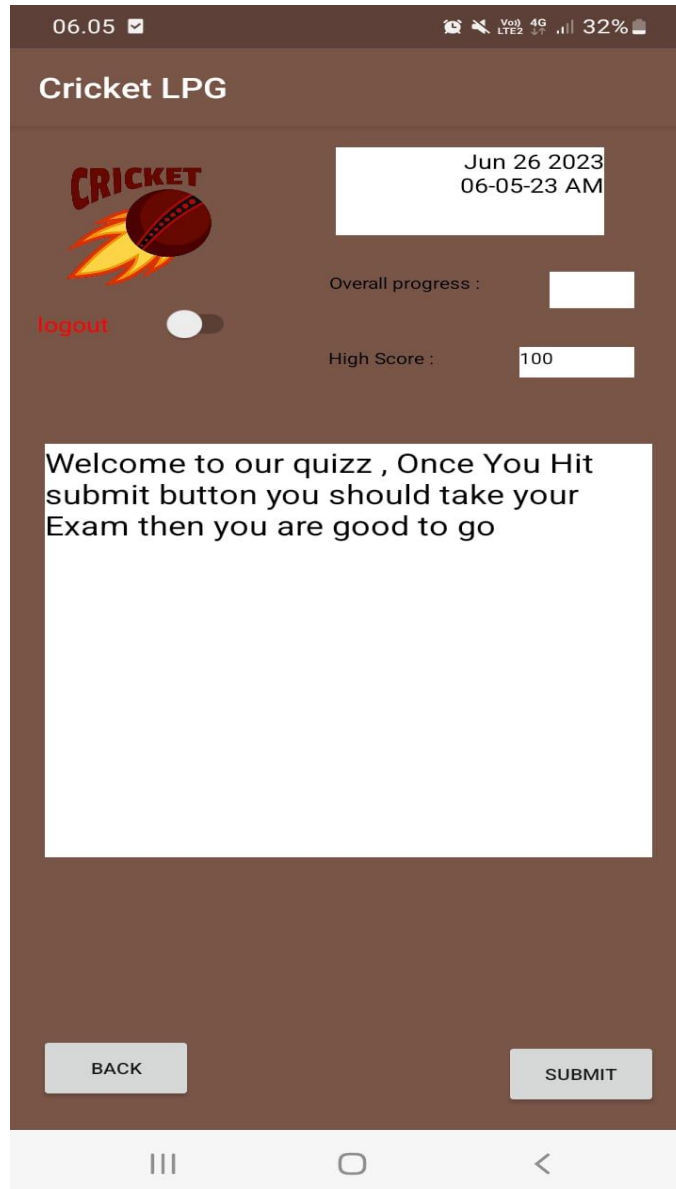 06.05
Voo) 4G 32%
LTE2
Cricket LPG
CRICKET
Jun 26 2023
06-05-23 AM
Overall progress :
logout
High Score :
100
Welcome to our quizz , Once You Hit
submit button you should take your
Exam then you are good to go
BACK
SUBMIT